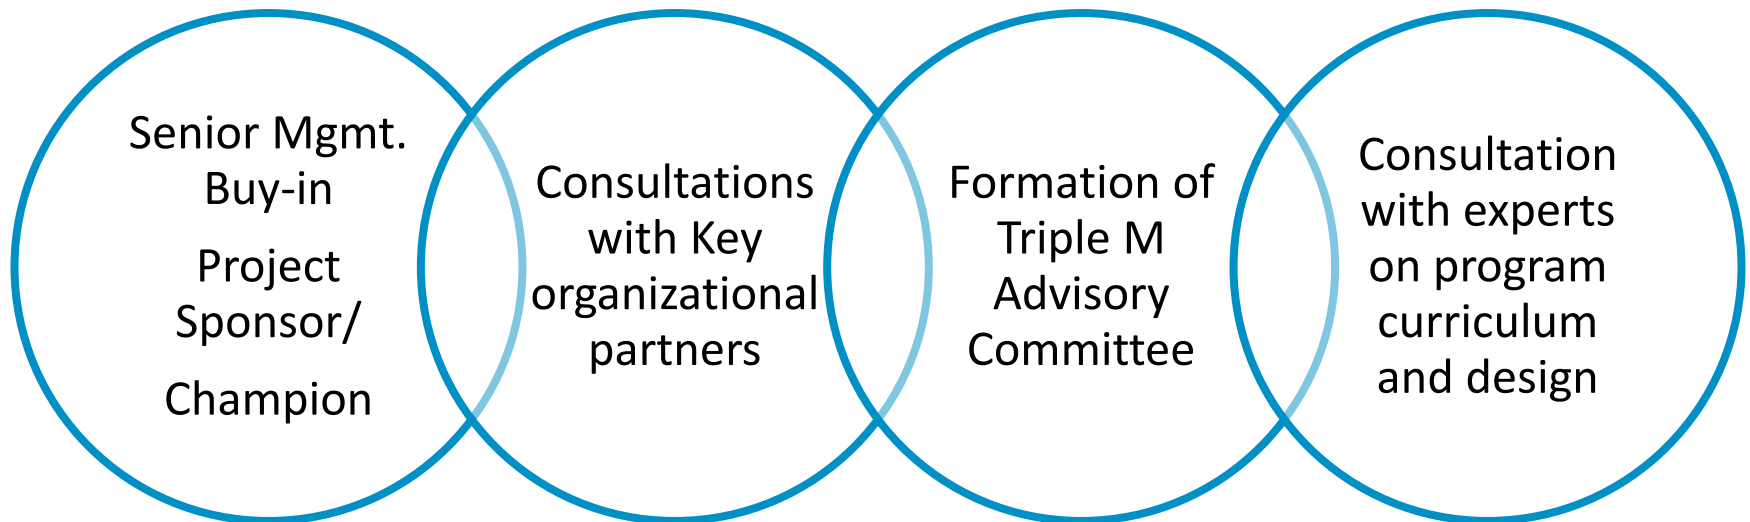 Senior Mgmt.
Buy-in
Project
Sponsor/
Champion
Consultations
with Key
organizational
partners
Formation of
Triple M
Advisory
Committee
Consultation
with experts
on program
curriculum
and design